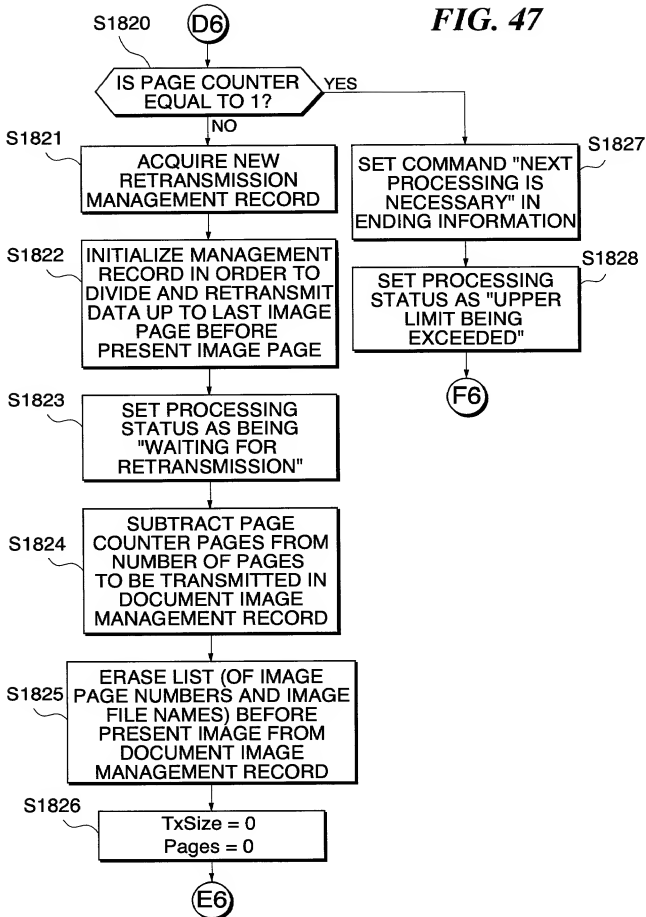 FIG. 47
D6
S1820
IS PAGE COUNTER
EQUAL TO 1?
YES
NO
S1821
ACQUIRE NEW
RETRANSMISSION
MANAGEMENT RECORD
S1822
INITIALIZE MANAGEMENT
RECORD IN ORDER TO
DIVIDE AND RETRANSMIT
DATA UP TO LAST IMAGE
PAGE BEFORE
PRESENT IMAGE PAGE
S1823
SET PROCESSING
STATUS AS BEING
"WAITING FOR
RETRANSMISSION"
S1824
SUBTRACT PAGE
COUNTER PAGES FROM
NUMBER OF PAGES
TO BE TRANSMITTED IN
DOCUMENT IMAGE
MANAGEMENT RECORD
S1825
ERASE LIST (OF IMAGE
PAGE NUMBERS AND IMAGE
FILE NAMES) BEFORE
PRESENT IMAGE FROM
DOCUMENT IMAGE
MANAGEMENT RECORD
S1826
TxSize = 0
Pages = 0
E6
S1827
SET COMMAND "NEXT
PROCESSING IS
NECESSARY" IN
ENDING INFORMATION
S1828
SET PROCESSING
STATUS AS "UPPER
LIMIT BEING
EXCEEDED"
F6